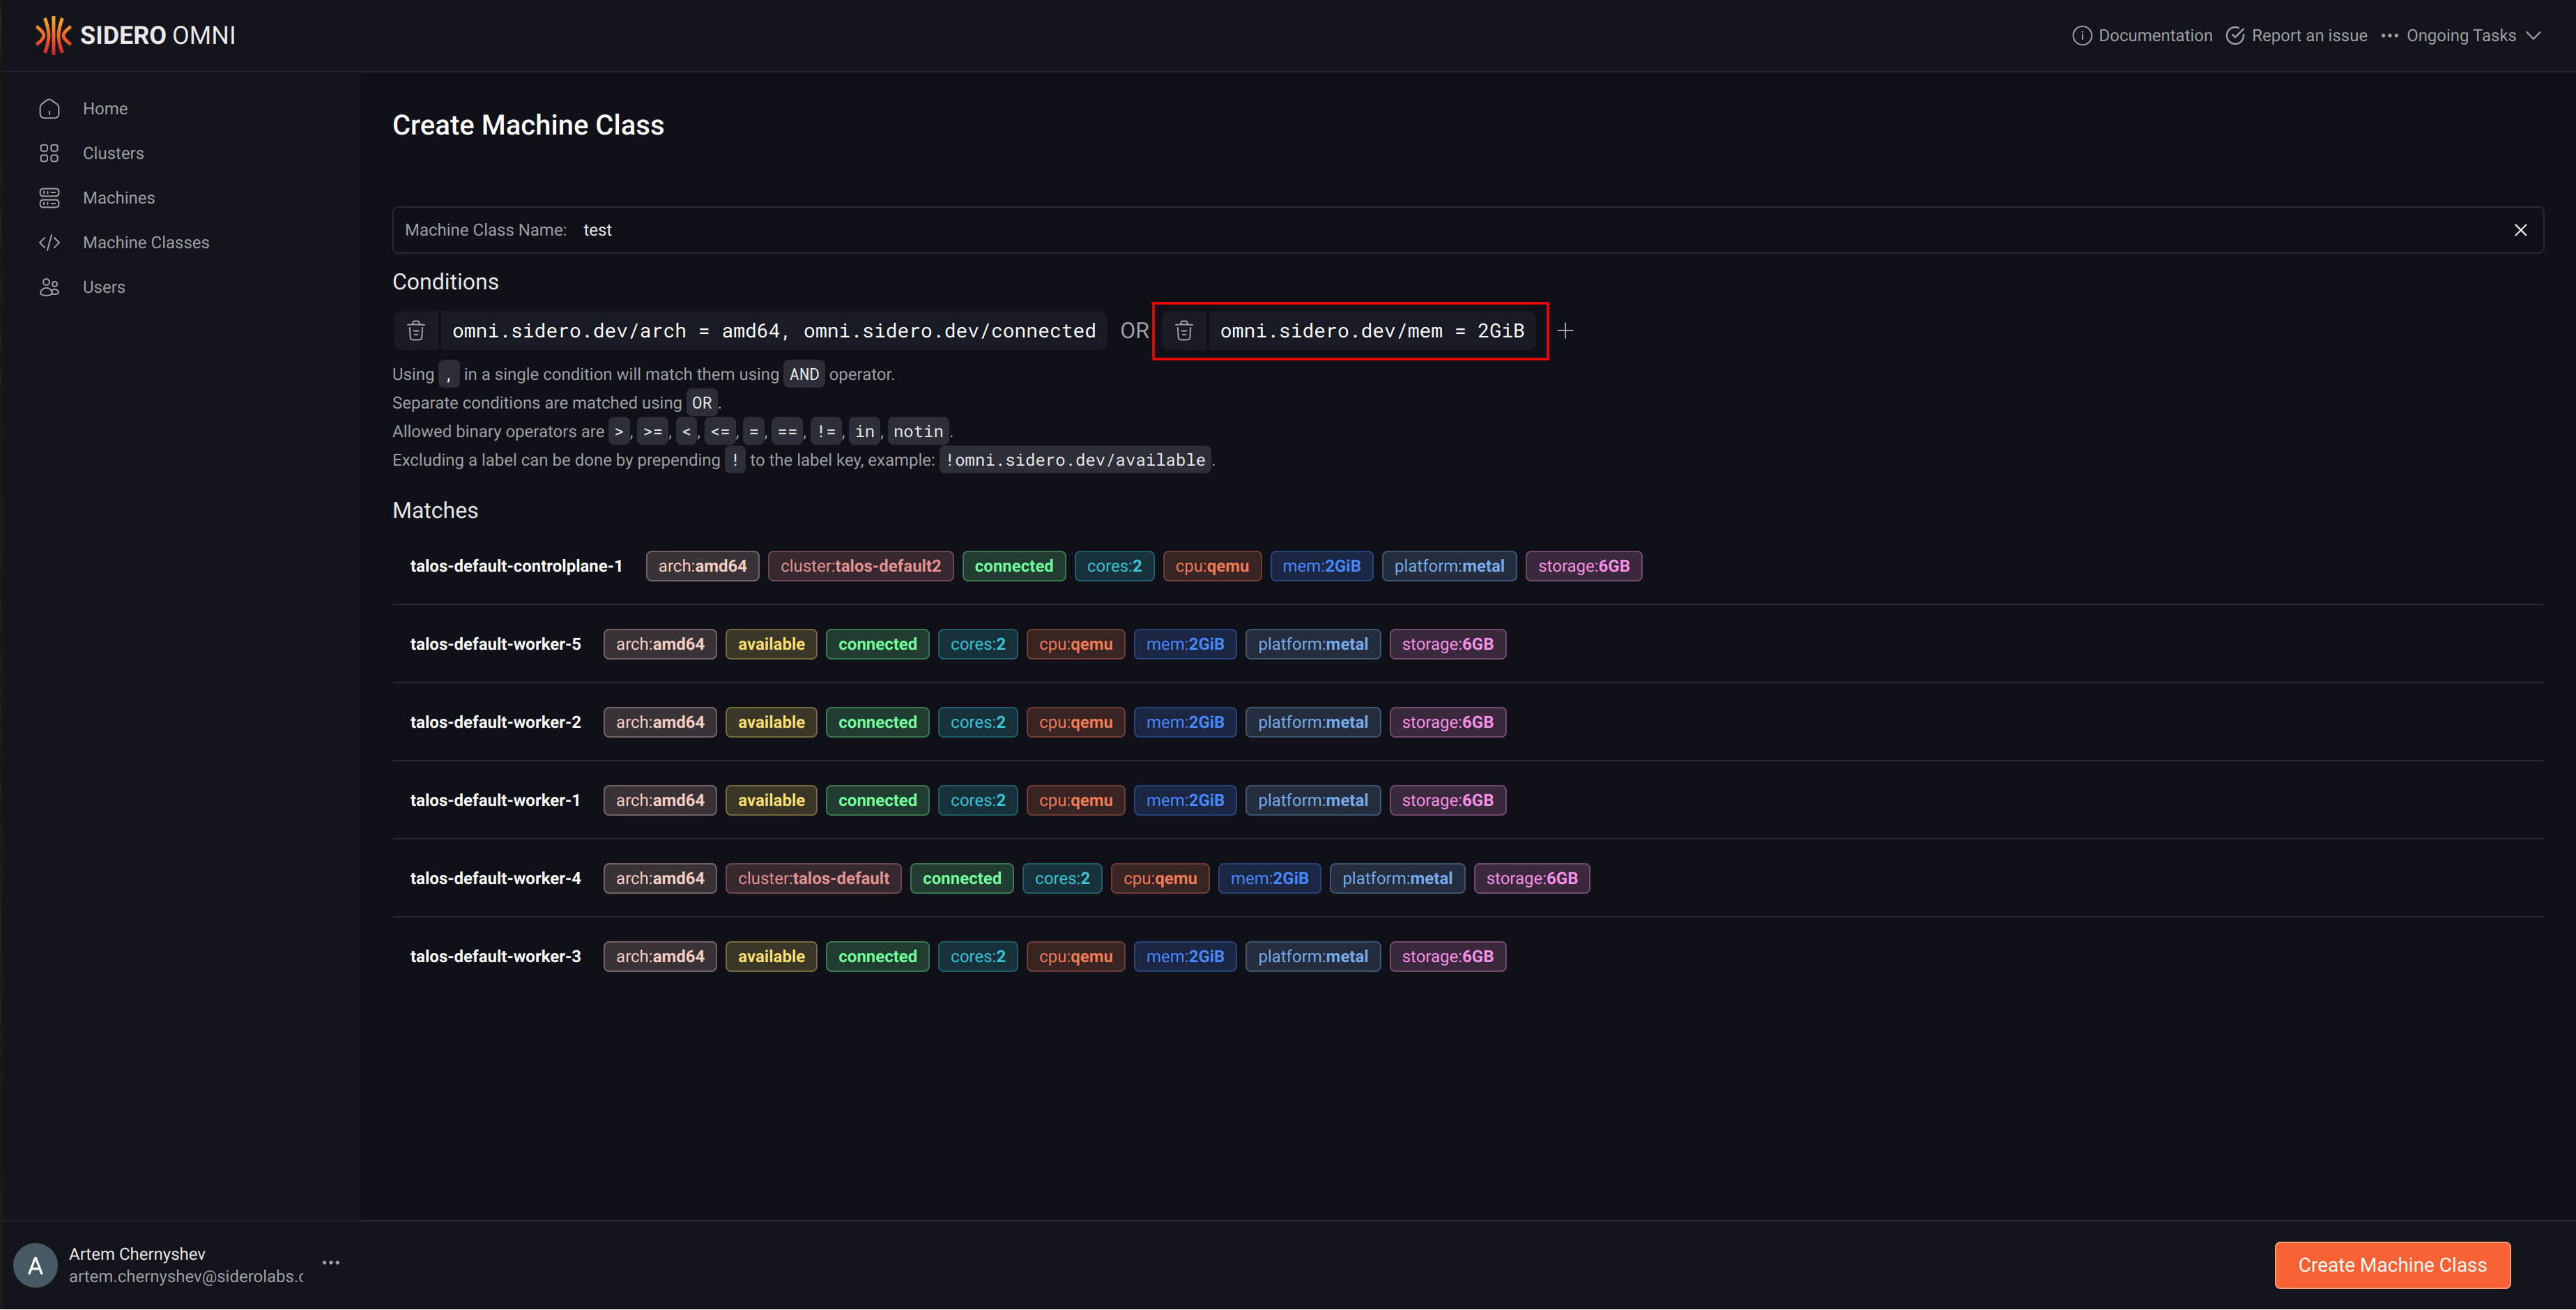 SIDERO OMNI
Documentation Report an issue Ongoing Tasks
Home
Clusters
Machines
Machine Classes
Users
Create Machine Class
Machine Class Name: test
Conditions
omni.sidero.dev/arch = amd64, omni.sidero.dev/connected OR omni.sidero.dev/mem = 2GiB
Using , in a single condition will match them using AND operator.
Separate conditions are matched using OR.
Allowed binary operators are >, >=, <, <=, =, ==, !=, in, notin.
Excluding a label can be done by prepending ! to the label key, example: !omni.sidero.dev/available.
Matches
talos-default-controlplane-1 arch:amd64 cluster:talos-default2 connected cores:2 cpu:qemu mem:2GiB platform:metal storage:6GB
talos-default-worker-5 arch:amd64 available connected cores:2 cpu:qemu mem:2GiB platform:metal storage:6GB
talos-default-worker-2 arch:amd64 available connected cores:2 cpu:qemu mem:2GiB platform:metal storage:6GB
talos-default-worker-1 arch:amd64 available connected cores:2 cpu:qemu mem:2GiB platform:metal storage:6GB
talos-default-worker-4 arch:amd64 cluster:talos-default connected cores:2 cpu:qemu mem:2GiB platform:metal storage:6GB
talos-default-worker-3 arch:amd64 available connected cores:2 cpu:qemu mem:2GiB platform:metal storage:6GB
A
Artem Chernyshev
artem.chernyshev@siderolabs.c
Create Machine Class